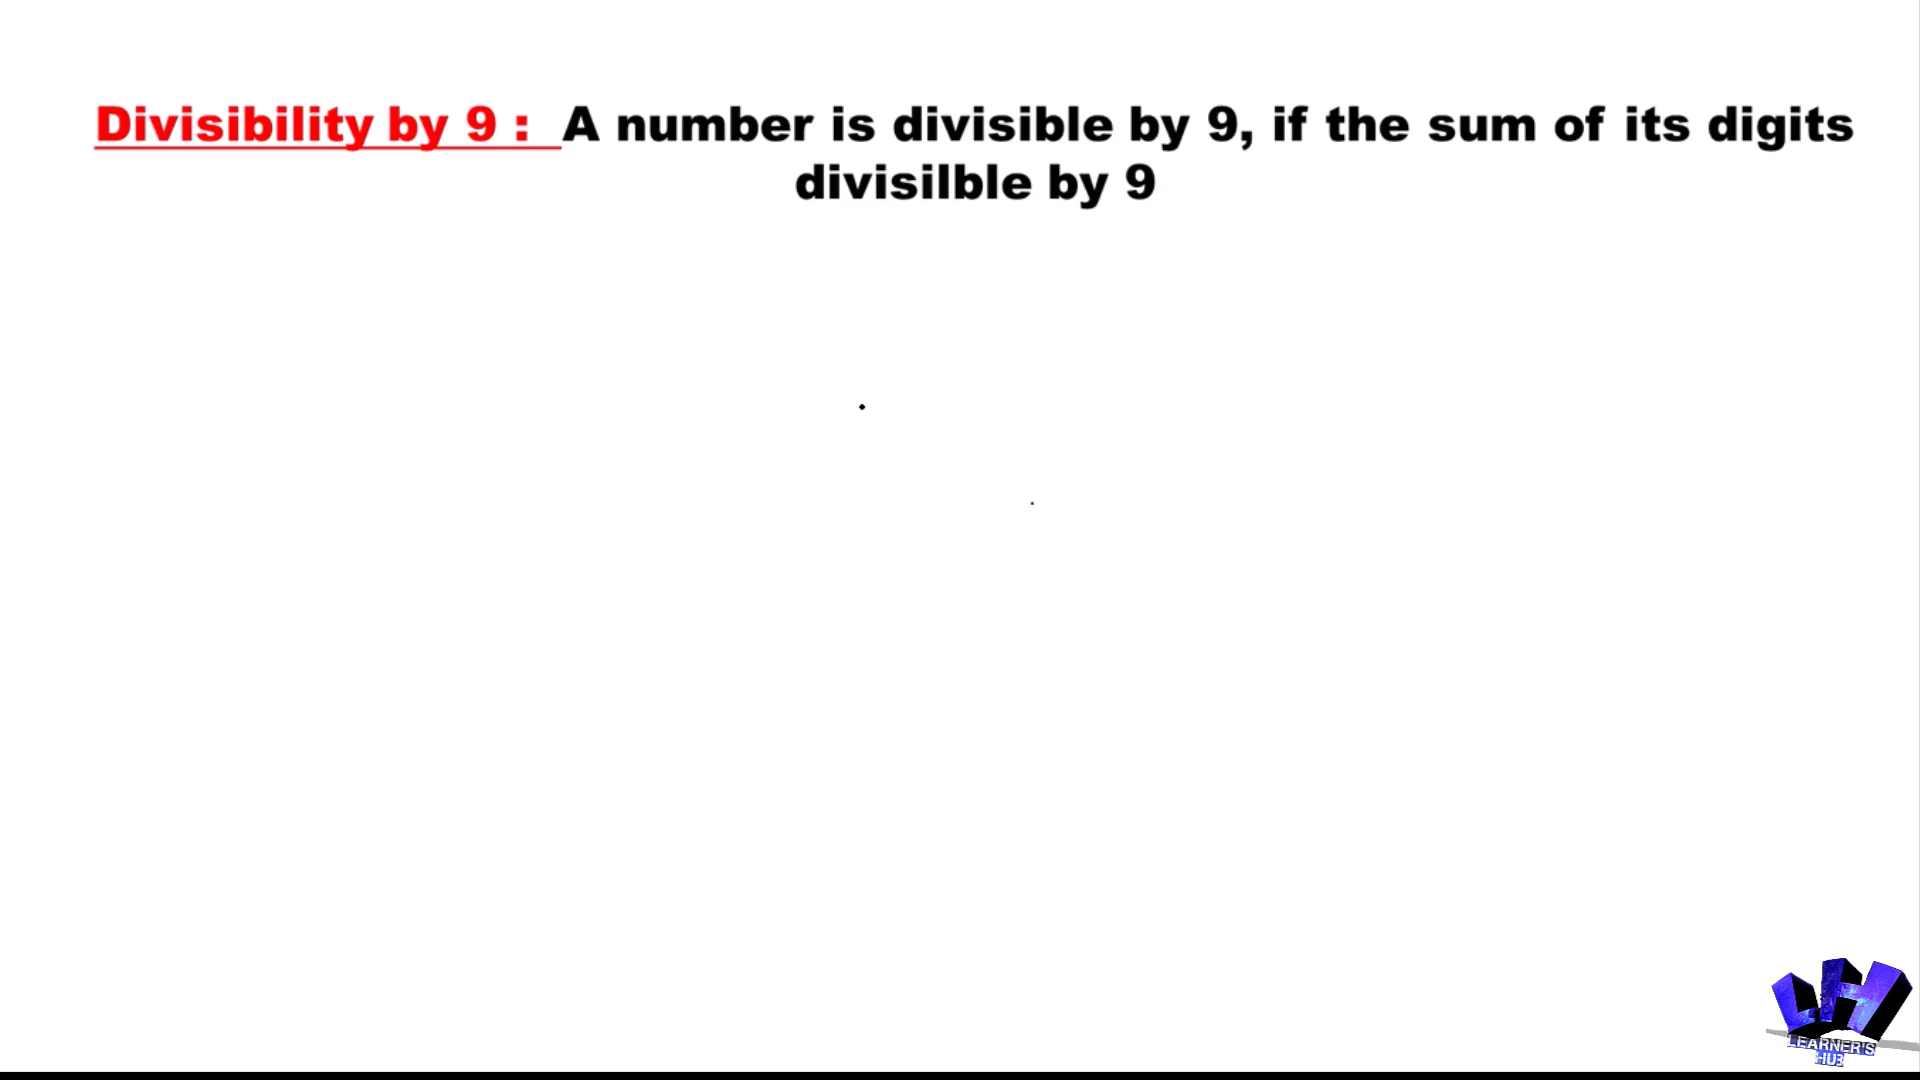 Divisibility by 9 : A number is divisible by 9, if the sum of its digits
divisilble by 9
LEARNER'S
HUB